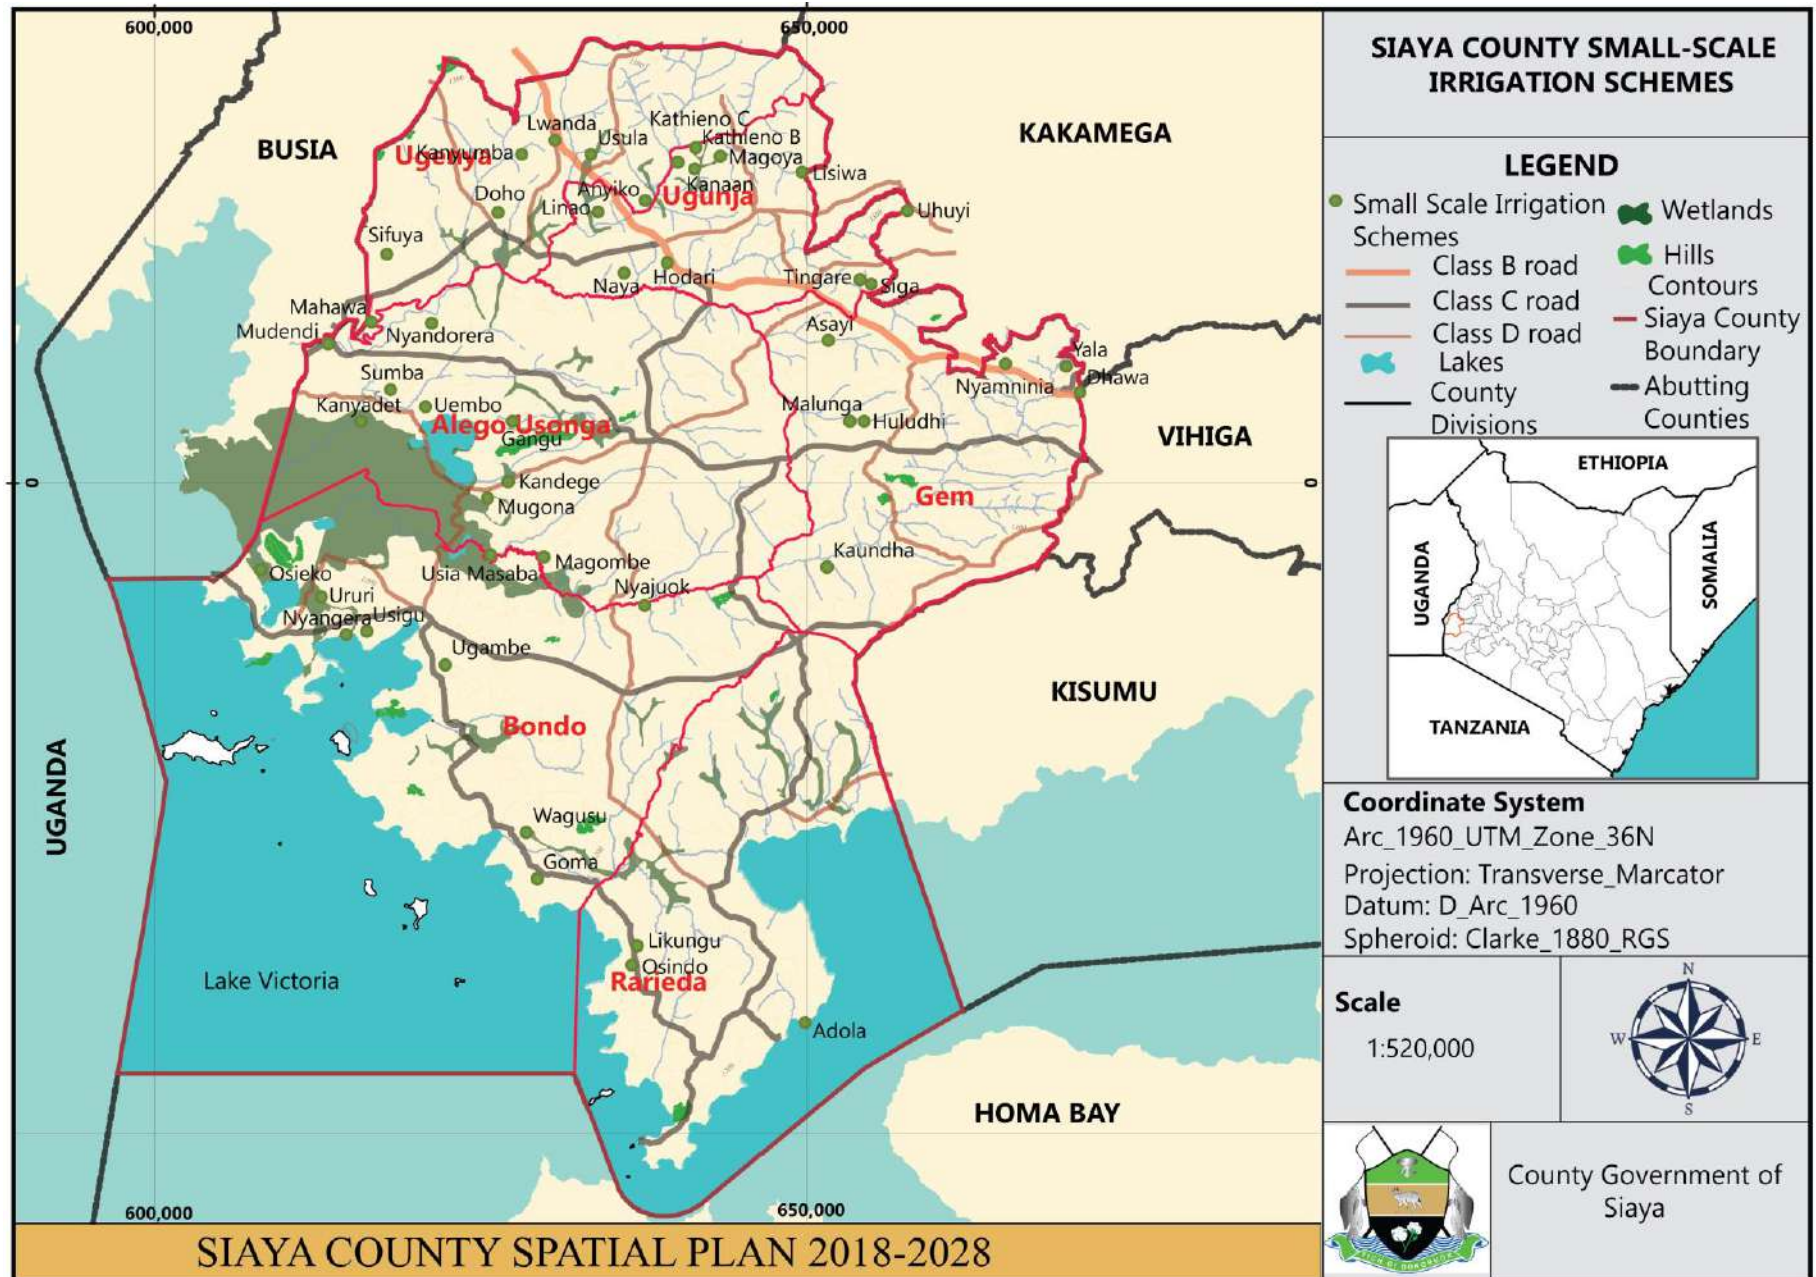 600,000
650,000
BUSIA
KAKAMEGA
Kathieno C
Lwanda
Usula
Kathieno B
Ugenya
Kanyumba
Magoya
Lisiwa
Kanaan
Doho
Anyiko
Ugunja
Linao
Uhuyi
Sifuya
Naya
Hodari
Tingare
Siga
Mahawa
Mudendi
Nyandorera
Asayi
Yala
Sumba
Nyamninia
Dhawa
Kanyadet
Uembo
Malunga
Huludhi
Alego Usonga
Gangu
VIHIGA
0
0
Kandege
Gem
Mugona
Kaundha
Osieko
Usia Masaba
Magombe
Nyajuok
Ururi
Nyangera
Usigu
Ugambe
KISUMU
Bondo
UGANDA
Wagusu
Goma
Likungu
Osindo
Rarieda
Lake Victoria
Adola
HOMA BAY
600,000
650,000
SIAYA COUNTY SPATIAL PLAN 2018-2028
SIAYA COUNTY SMALL-SCALE
IRRIGATION SCHEMES
LEGEND
Small Scale Irrigation
Schemes
Class B road
Class C road
Class D road
Lakes
County
Divisions
Wetlands
Hills
Contours
Siaya County
Boundary
Abutting
Counties
ETHIOPIA
UGANDA
SOMALIA
TANZANIA
Coordinate System
Arc_1960_UTM_Zone_36N
Projection: Transverse_Marcator
Datum: D_Arc_1960
Spheroid: Clarke_1880_RGS
Scale
1:520,000
N
W
E
S
County Government of
Siaya